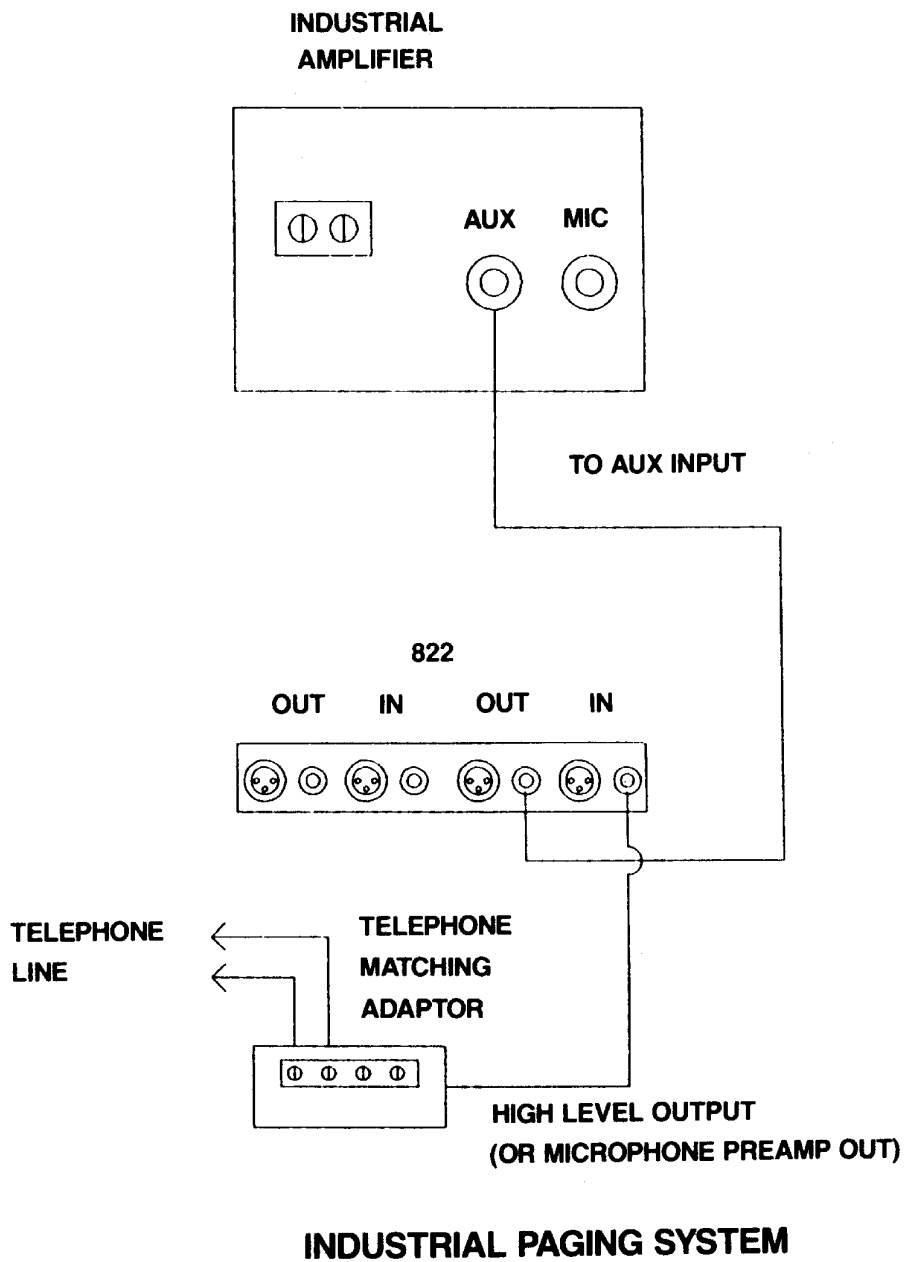 INDUSTRIAL
AMPLIFIER
AUX
MIC
TO AUX INPUT
822
OUT
IN
OUT
IN
TELEPHONE
LINE
TELEPHONE
MATCHING
ADAPTOR
HIGH LEVEL OUTPUT
(OR MICROPHONE PREAMP OUT)
INDUSTRIAL PAGING SYSTEM